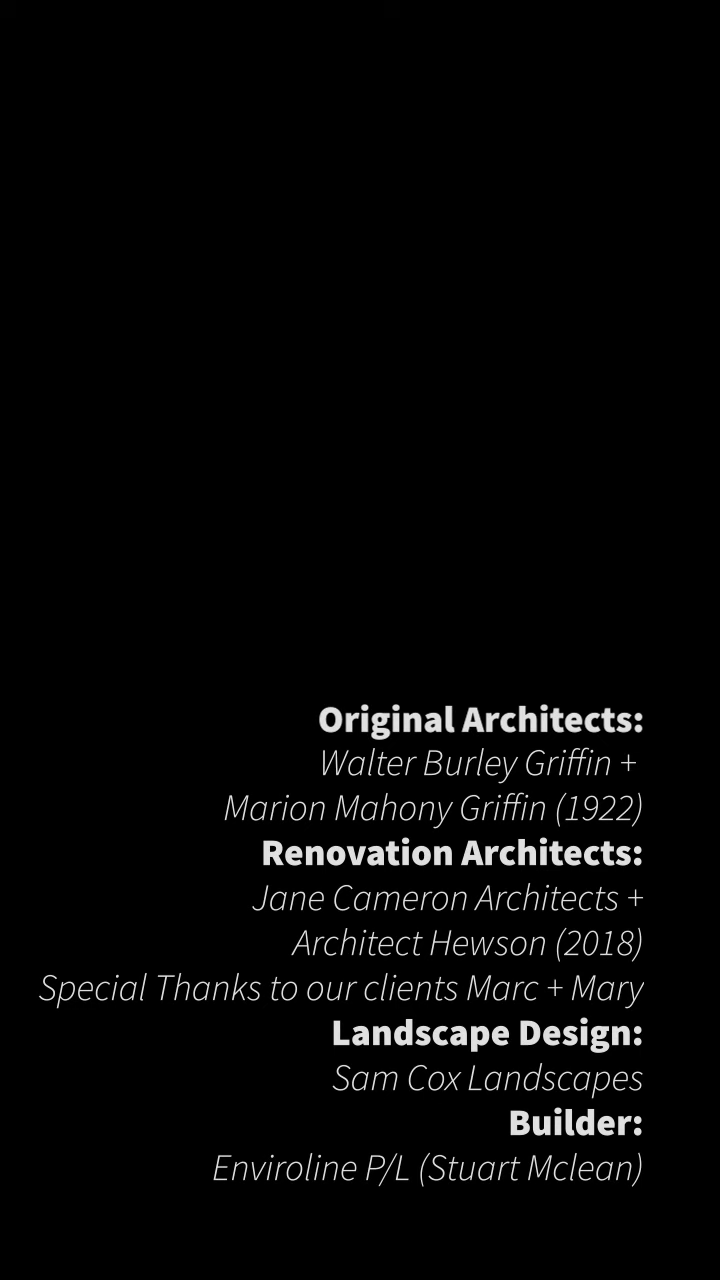 Original Architects:
Walter Burley Griffin +
Marion Mahony Griffin (1922)
Renovation Architects:
Jane Cameron Architects +
Architect Hewson (2018)
Special Thanks to our clients Marc + Mary
Landscape Design:
Sam Cox Landscapes
Builder:
Enviroline P/L (Stuart Mclean)